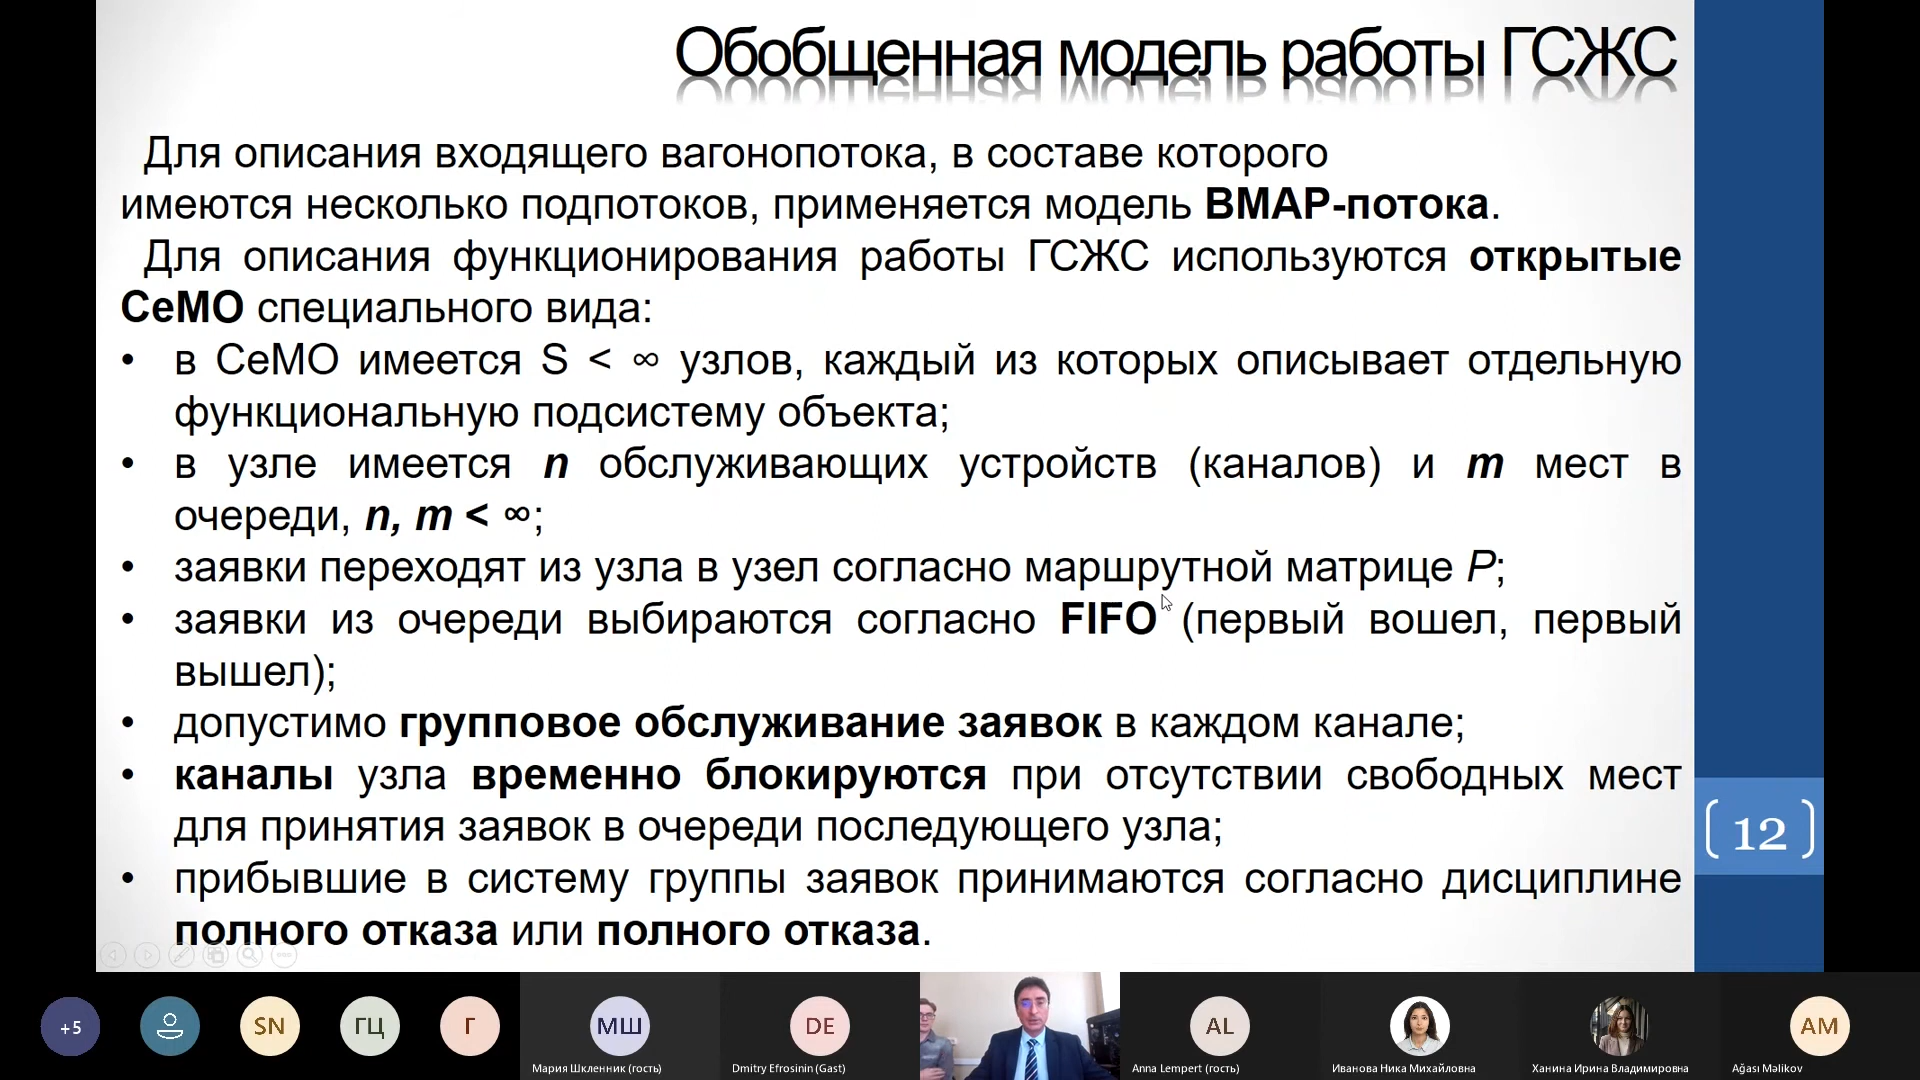 Обобщенная модель работы ГСЖС
Для описания входящего вагонопотока, в составе которого
имеются несколько подпотоков, применяется модель BMAP-потока.
Для описания функционирования работы ГСЖС используются открытые
СеМО специального вида:
• в СеМО имеется S < ∞ узлов, каждый из которых описывает отдельную
функциональную подсистему объекта;
• в узле имеется n обслуживающих устройств (каналов) и m мест в
очереди, n, m < ∞;
• заявки переходят из узла в узел согласно маршрутной матрице P;
• заявки из очереди выбираются согласно FIFO (первый вошел, первый
вышел);
• допустимо групповое обслуживание заявок в каждом канале;
• каналы узла временно блокируются при отсутствии свободных мест
для принятия заявок в очереди последующего узла;
• прибывшие в систему группы заявок принимаются согласно дисциплине
полного отказа или полного отказа.
12
+5
SN
ГЦ
Г
МШ
DE
AL
AM
Мария Шкленник (гость)
Dmitry Efrosinin (Gast)
Anna Lempert (гость)
Иванова Ника Михайловна
Ханина Ирина Владимировна
Ağası Məlikov